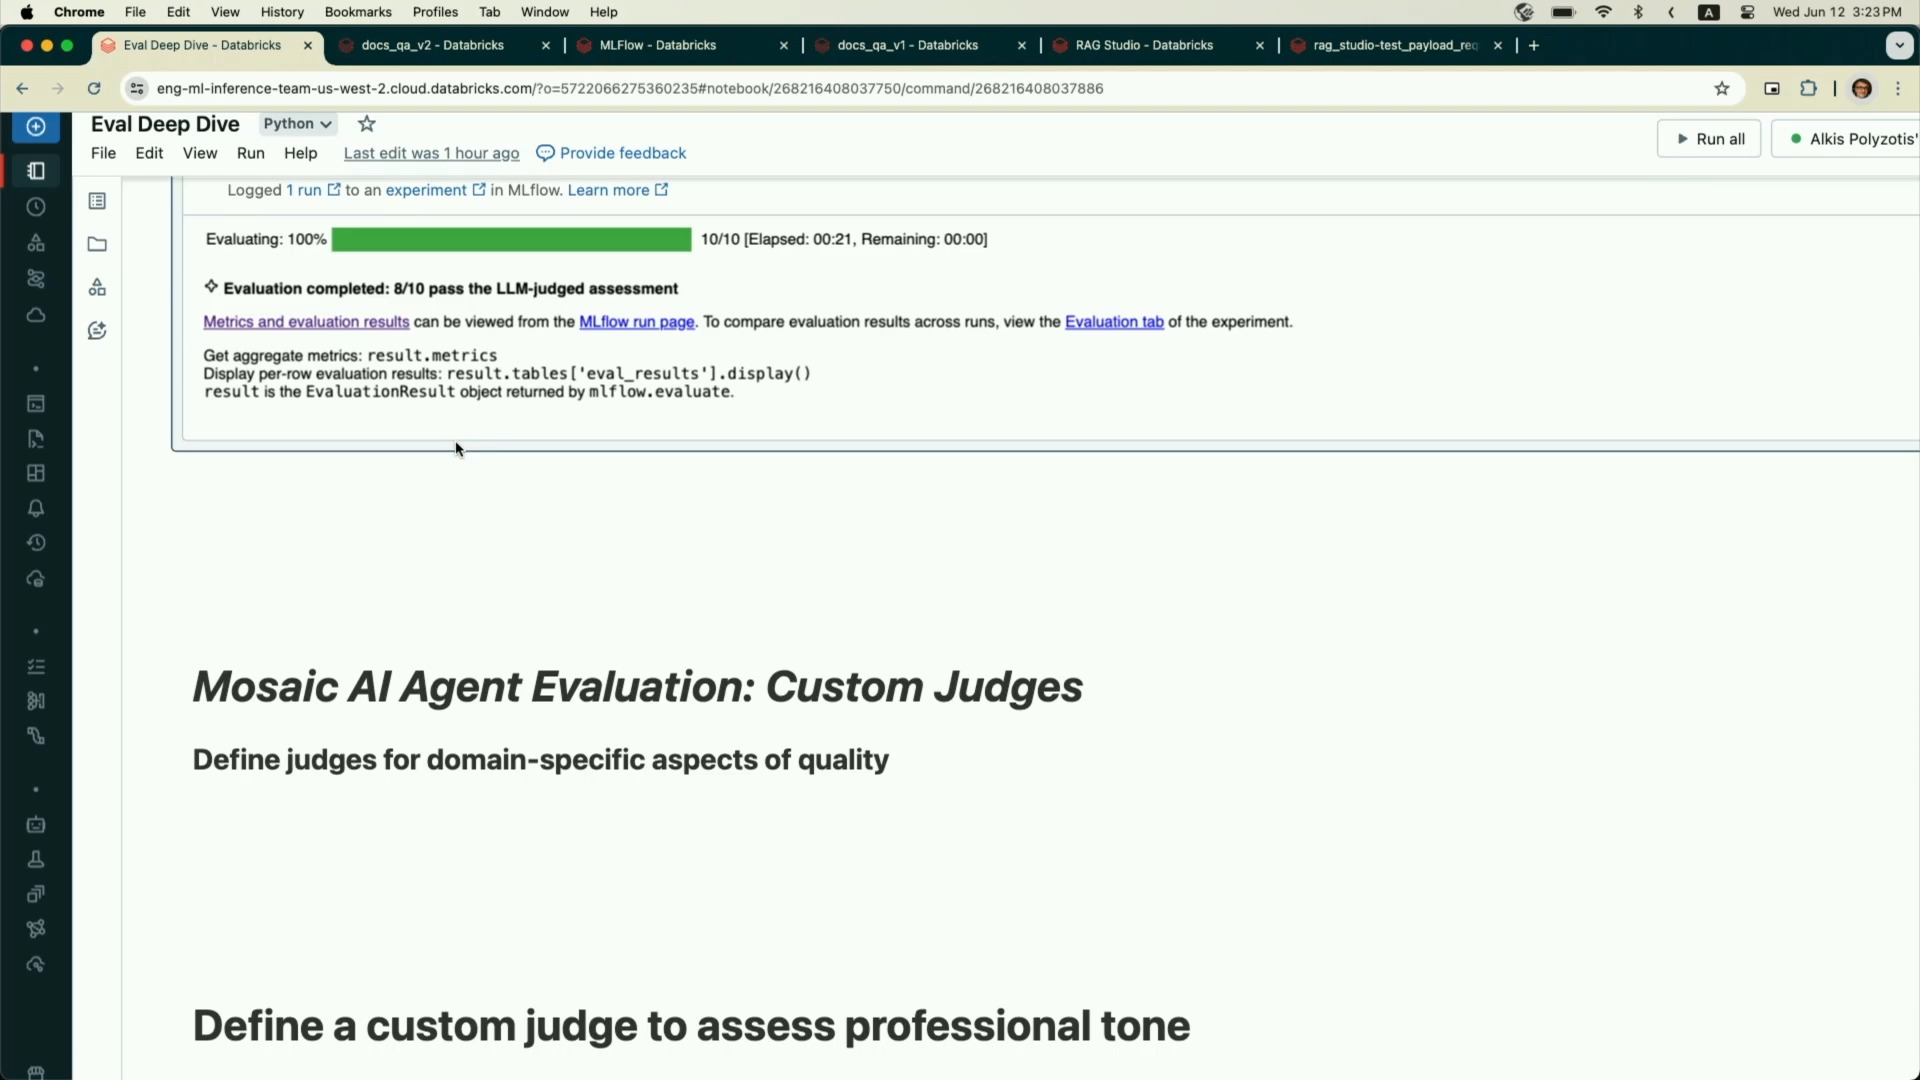 Chrome File Edit View History Bookmarks Profiles Tab Window Help A Wed Jun 12 3:23 PM
Eval Deep Dive - Databricks docs_qa_v2 - Databricks MLFlow - Databricks docs_qa_v1 - Databricks RAG Studio - Databricks rag_studio-test_payload_req
eng-ml-inference-team-us-west-2.cloud.databricks.com/?o=5722066275360235#notebook/268216408037750/command/268216408037886
Eval Deep Dive Python
Run all Alkis Polyzotis'
File Edit View Run Help Last edit was 1 hour ago Provide feedback
Logged 1 run to an experiment in MLflow. Learn more
Evaluating: 100% 10/10 [Elapsed: 00:21, Remaining: 00:00]
Evaluation completed: 8/10 pass the LLM-judged assessment
Metrics and evaluation results can be viewed from the MLflow run page. To compare evaluation results across runs, view the Evaluation tab of the experiment.
Get aggregate metrics: result.metrics
Display per-row evaluation results: result.tables['eval_results'].display()
result is the EvaluationResult object returned by mlflow.evaluate.
Mosaic AI Agent Evaluation: Custom Judges
Define judges for domain-specific aspects of quality
Define a custom judge to assess professional tone